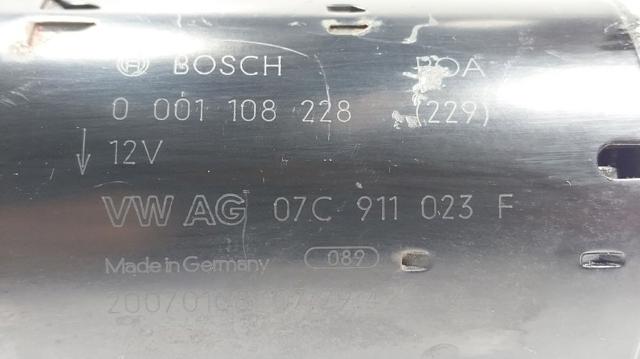 BOSCH
0 001 108 228 (229)
12V
VW AG 07C 911 023 F
Made in Germany 089